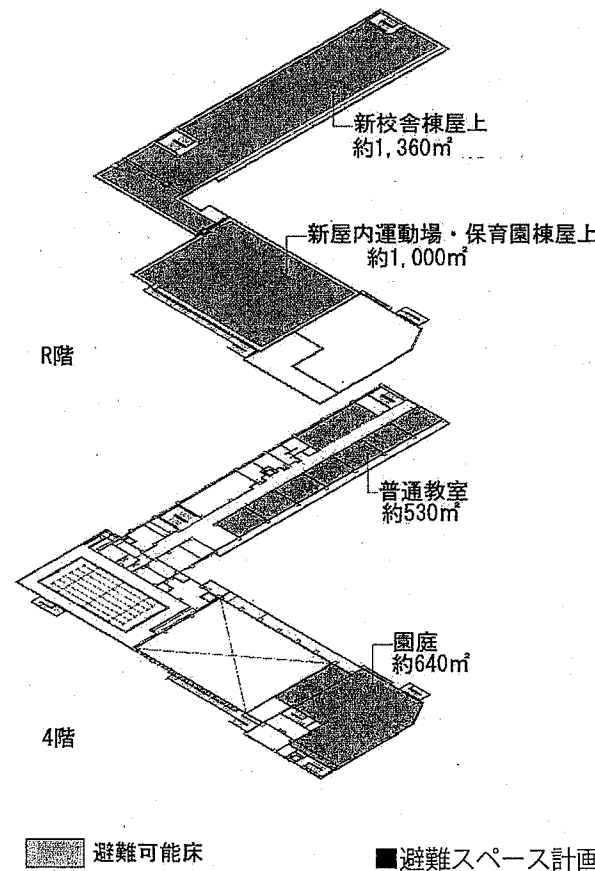 新校舎棟屋上
約1,360㎡
新屋内運動場・保育園棟屋上
約1,000㎡
R階
普通教室
約530㎡
園庭
約640㎡
4階
避難可能床
■避難スペース計画